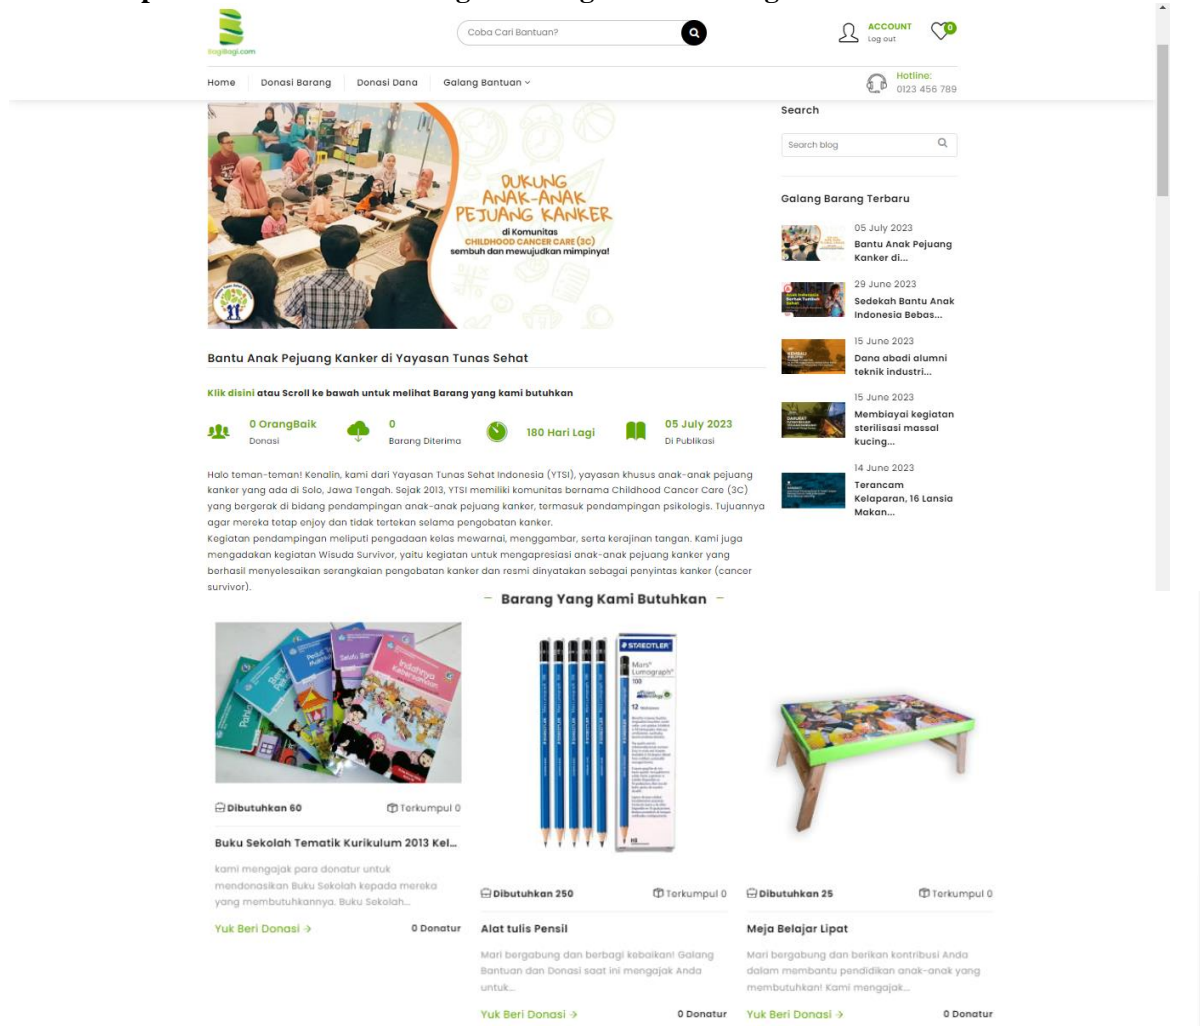 bagibagi.com
Coba Cari Bantuan?
ACCOUNT
Log out
0
Home
Donasi Barang
Donasi Dana
Galang Bantuan
Hotline:
0123 456 789
DUKUNG
ANAK-ANAK
PEJUANG KANKER
di Komunitas
CHILDHOOD CANCER CARE (3C)
sembuh dan mewujudkan mimpinya!
Bantu Anak Pejuang Kanker di Yayasan Tunas Sehat
Klik disini atau Scroll ke bawah untuk melihat Barang yang kami butuhkan
0 OrangBaik
Donasi
0
Barang Diterima
180 Hari Lagi
05 July 2023
Di Publikasi
Halo teman-teman! Kenalin, kami dari Yayasan Tunas Sehat Indonesia (YTSI), yayasan khusus anak-anak pejuang
kanker yang ada di Solo, Jawa Tengah. Sejak 2013, YTSI memiliki komunitas bernama Childhood Cancer Care (3C)
yang bergerak di bidang pendampingan anak-anak pejuang kanker, termasuk pendampingan psikologis. Tujuannya
agar mereka tetap enjoy dan tidak tertekan selama pengobatan kanker.
Kegiatan pendampingan meliputi pengadaan kelas mewarnai, menggambar, serta kerajinan tangan. Kami juga
mengadakan kegiatan Wisuda Survivor, yaitu kegiatan untuk mengapresiasi anak-anak pejuang kanker yang
berhasil menyelesaikan serangkaian pengobatan kanker dan resmi dinyatakan sebagai penyintas kanker (cancer
survivor).
Search
Search blog
Galang Barang Terbaru
05 July 2023
Bantu Anak Pejuang
Kanker di...
29 June 2023
Sedekah Bantu Anak
Indonesia Bebas...
15 June 2023
Dana abadi alumni
teknik industri...
15 June 2023
Membiayai kegiatan
sterilisasi massal
kucing...
14 June 2023
Terancam
Kelaparan, 16 Lansia
Makan...
Barang Yang Kami Butuhkan
Indahnya
Kebersamaan
Dibutuhkan 60
Terkumpul 0
Buku Sekolah Tematik Kurikulum 2013 Kel...
kami mengajak para donatur untuk
mendonasikan Buku Sekolah kepada mereka
yang membutuhkannya. Buku Sekolah...
Yuk Beri Donasi →
0 Donatur
STAEDTLER
Mars®
Lumograph®
100
12
HB
Dibutuhkan 250
Terkumpul 0
Alat tulis Pensil
Mari bergabung dan berbagi kebaikan! Galang
Bantuan dan Donasi saat ini mengajak Anda
untuk...
Yuk Beri Donasi →
0 Donatur
Dibutuhkan 25
Terkumpul 0
Meja Belajar Lipat
Mari bergabung dan berikan kontribusi Anda
dalam membantu pendidikan anak-anak yang
membutuhkan! Kami mengajak...
Yuk Beri Donasi →
0 Donatur